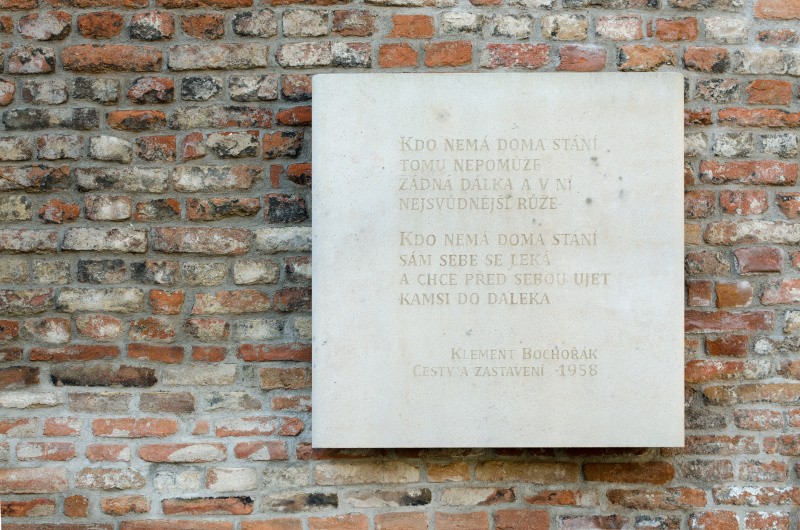 KDO NEMÁ DOMA STÁNÍ
TOMU NEPOMŮŽE
ŽÁDNÁ DÁLKA A V NÍ
NEJSVŮDNĚJŠÍ RŮŽE
KDO NEMÁ DOMA STÁNÍ
SÁM SEBE SE LEKÁ
A CHCE PŘED SEBOU UJET
KAMSI DO DALEKA
KLEMENT BOCHOŘÁK
CESTY A ZASTAVENÍ 1958